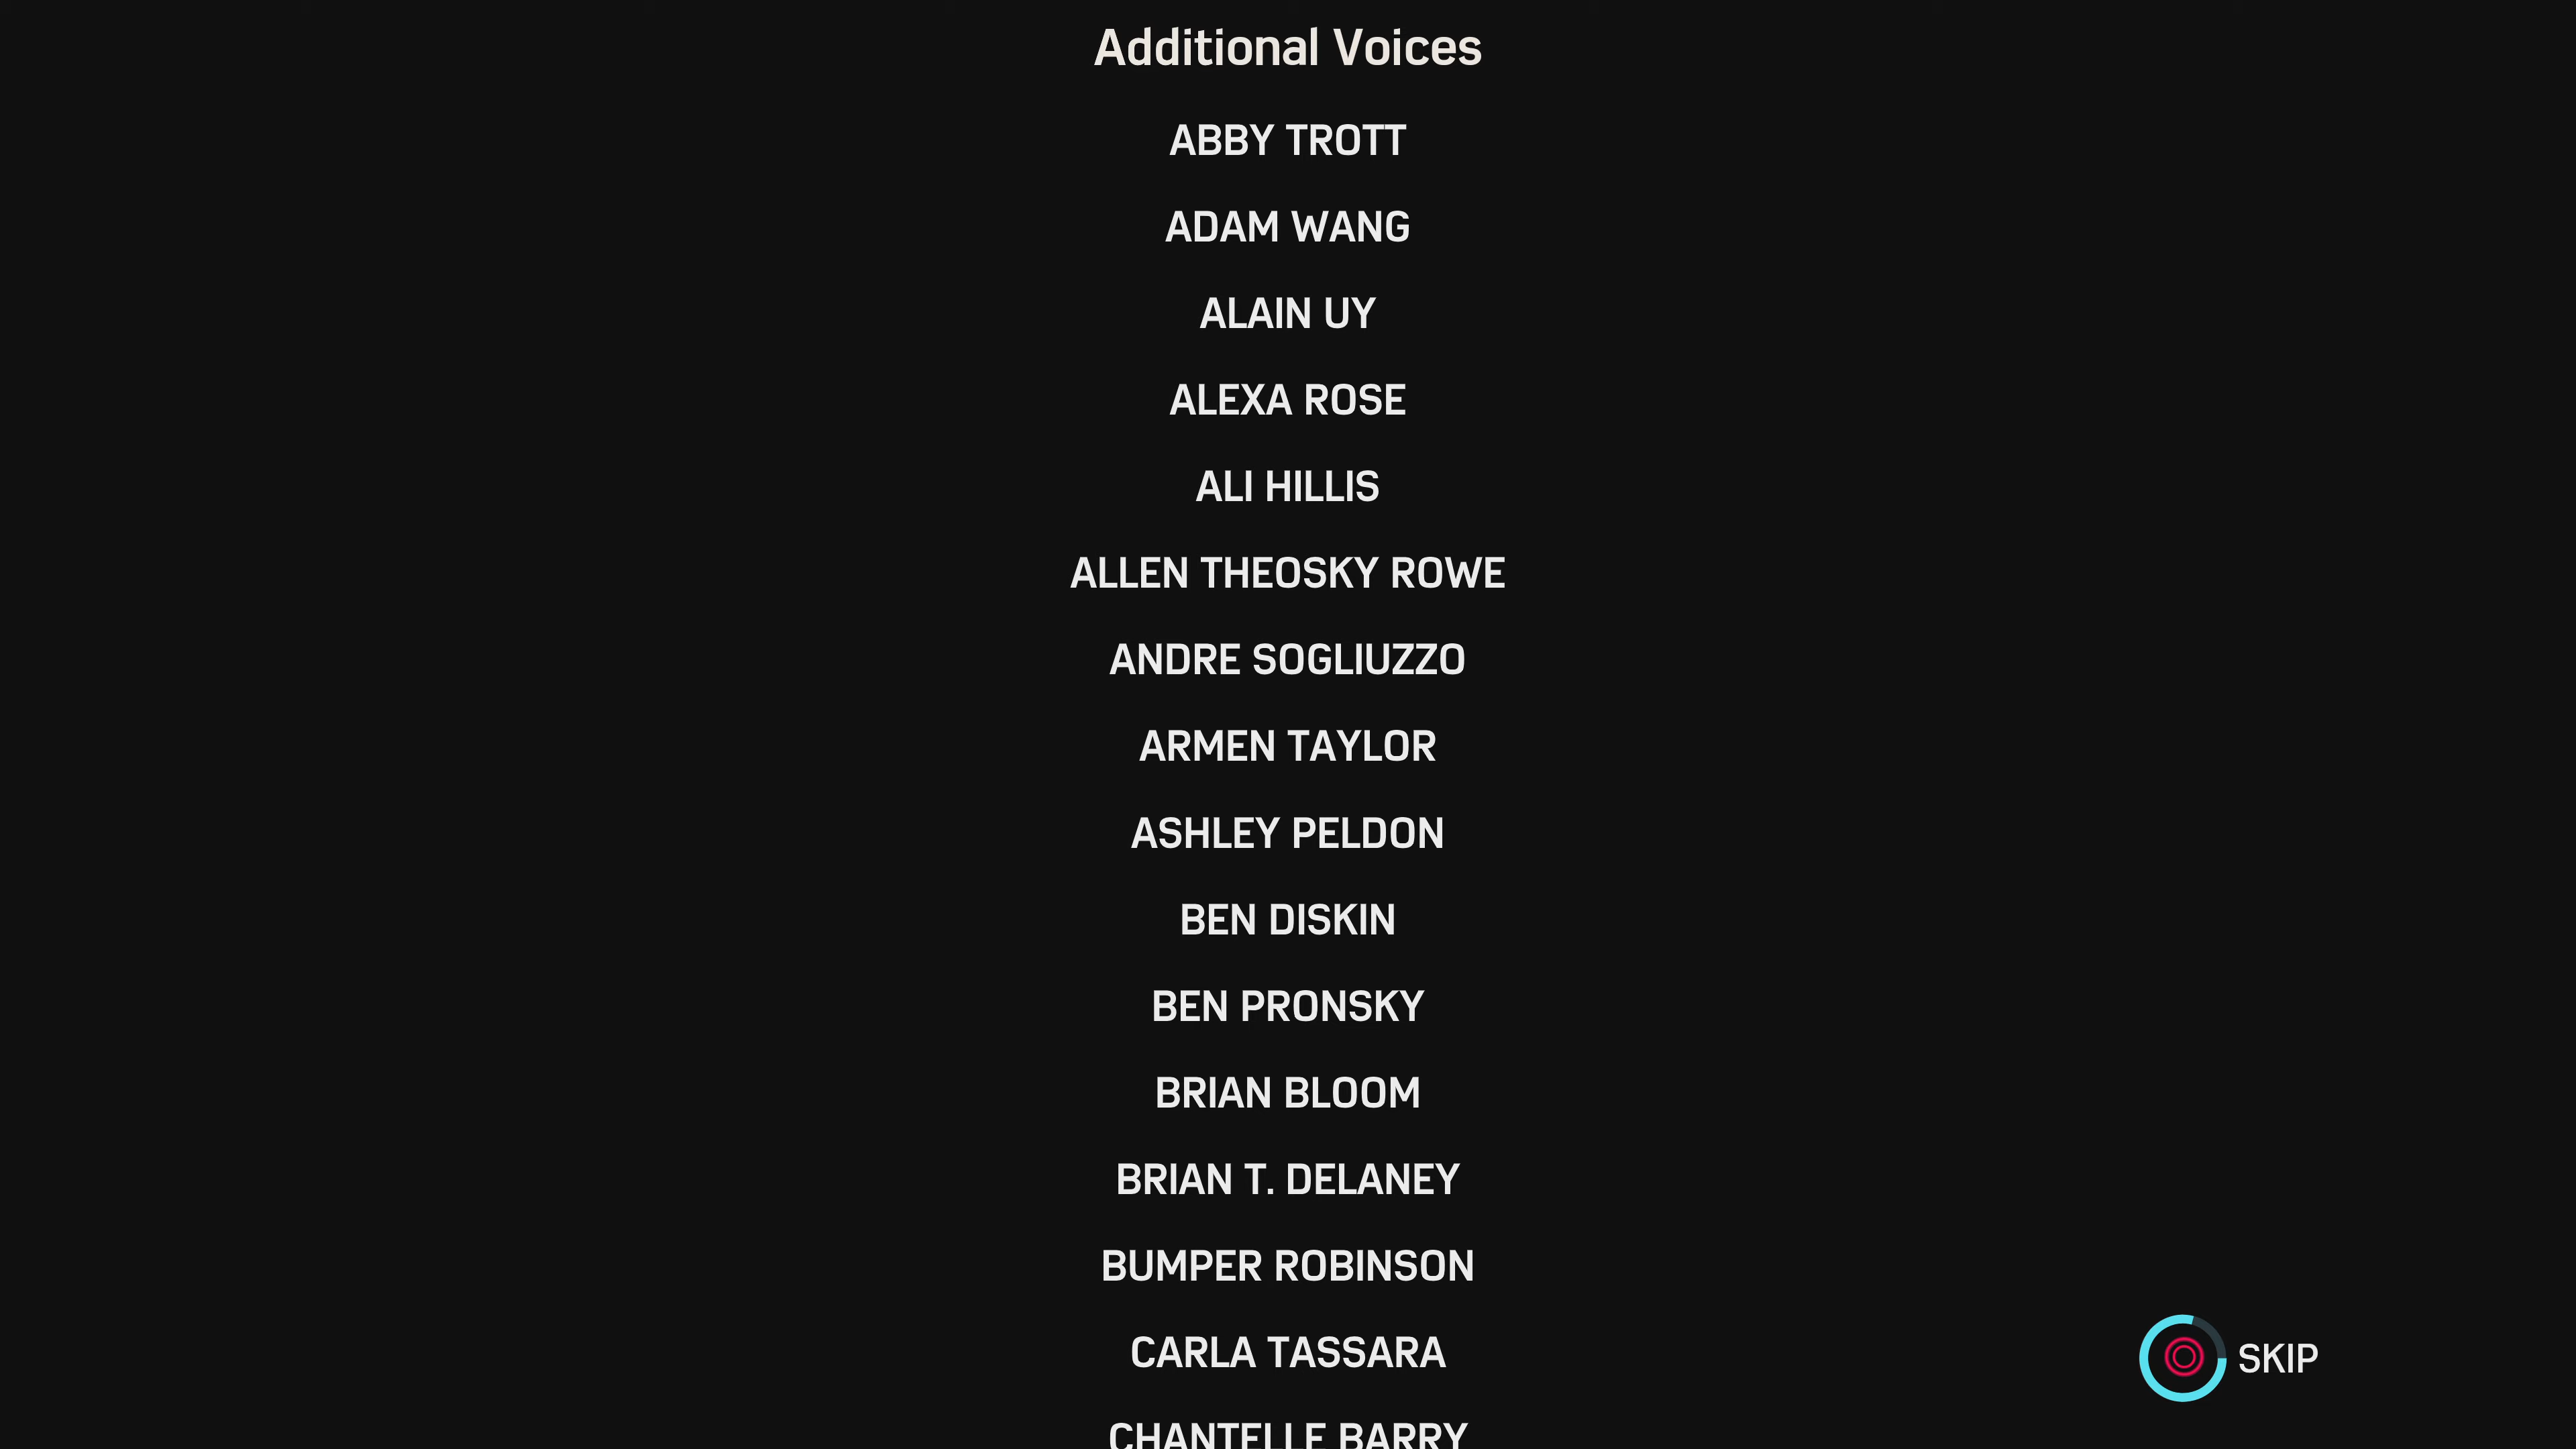 Additional Voices
ABBY TROTT
ADAM WANG
ALAIN UY
ALEXA ROSE
ALI HILLIS
ALLEN THEOSKY ROWE
ANDRE SOGLIUZZO
ARMEN TAYLOR
ASHLEY PELDON
BEN DISKIN
BEN PRONSKY
BRIAN BLOOM
BRIAN T. DELANEY
BUMPER ROBINSON
CARLA TASSARA
SKIP
CHANTELLE BARRY